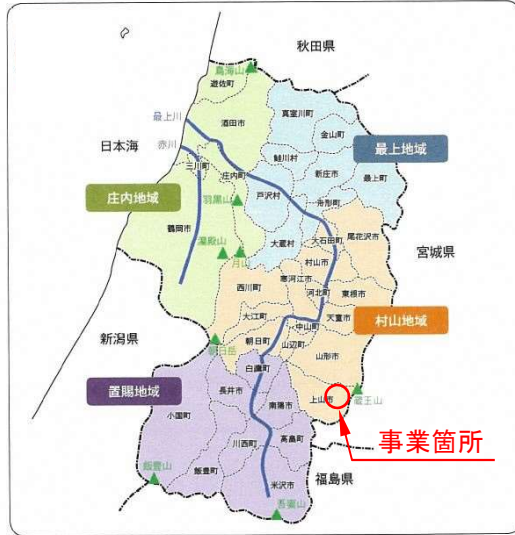 秋田県
鳥海山
遊佐町
真室川町
最上川
酒田市
金山町
日本海
赤川
三川町
鮭川村
最上地域
庄内町
新庄市
最上町
庄内地域
羽黒山
戸沢村
舟形町
鶴岡市
大蔵村
大石田町
尾花沢市
宮城県
湯殿山
月山
村山市
西川町
寒河江市
河北町
東根市
大江町
天童市
村山地域
中山町
新潟県
朝日岳
朝日町
山辺町
山形市
白鷹町
置賜地域
長井市
上山市
蔵王山
小国町
南陽市
川西町
高畠町
事業箇所
飯豊山
飯豊町
米沢市
福島県
吾妻山